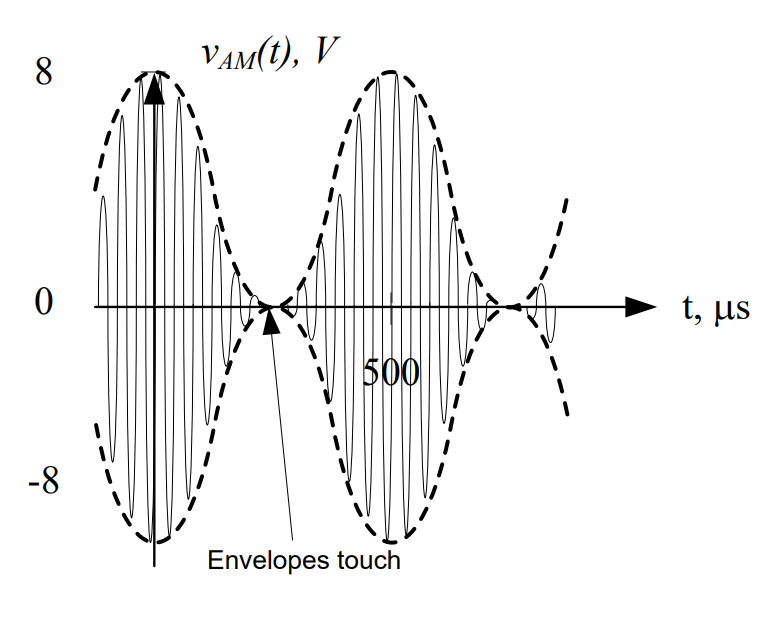 v_AM(t), V
8
0
t, μs
500
-8
Envelopes touch